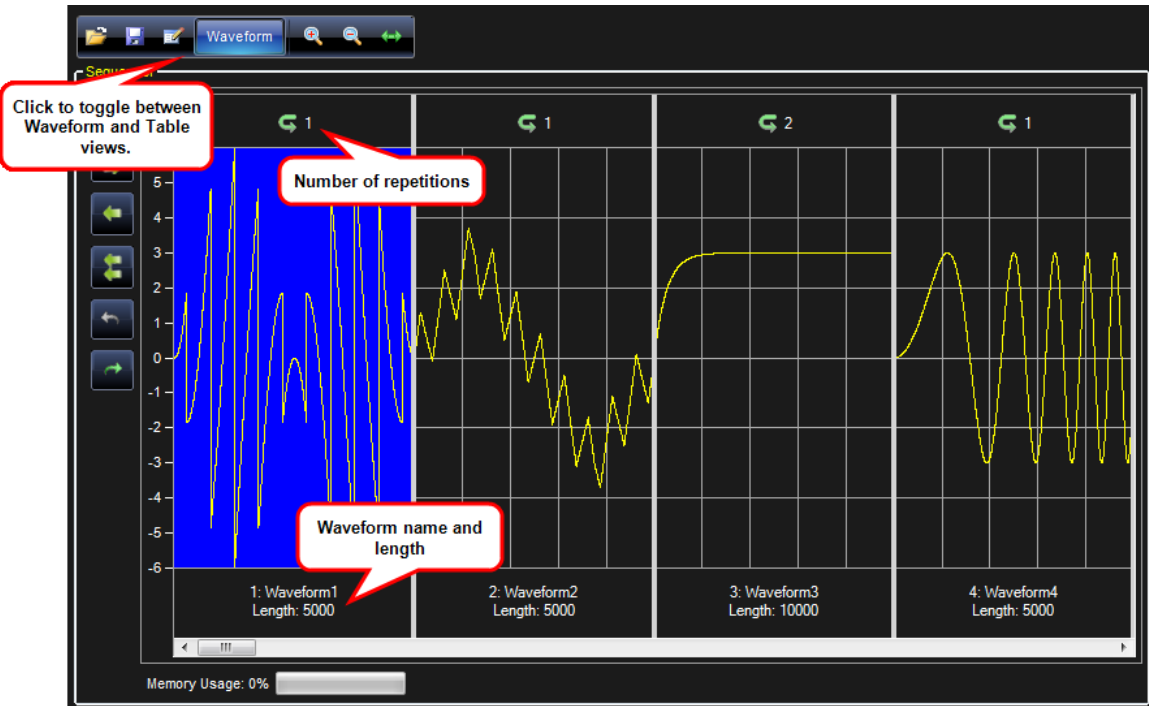 Waveform
Click to toggle between
Waveform and Table
views.
1
1
2
1
Number of repetitions
5
4
3
2
1
0
-1
-2
-3
-4
-5
-6
Waveform name and
length
1: Waveform1
Length: 5000
2: Waveform2
Length: 5000
3: Waveform3
Length: 10000
4: Waveform4
Length: 5000
Memory Usage: 0%